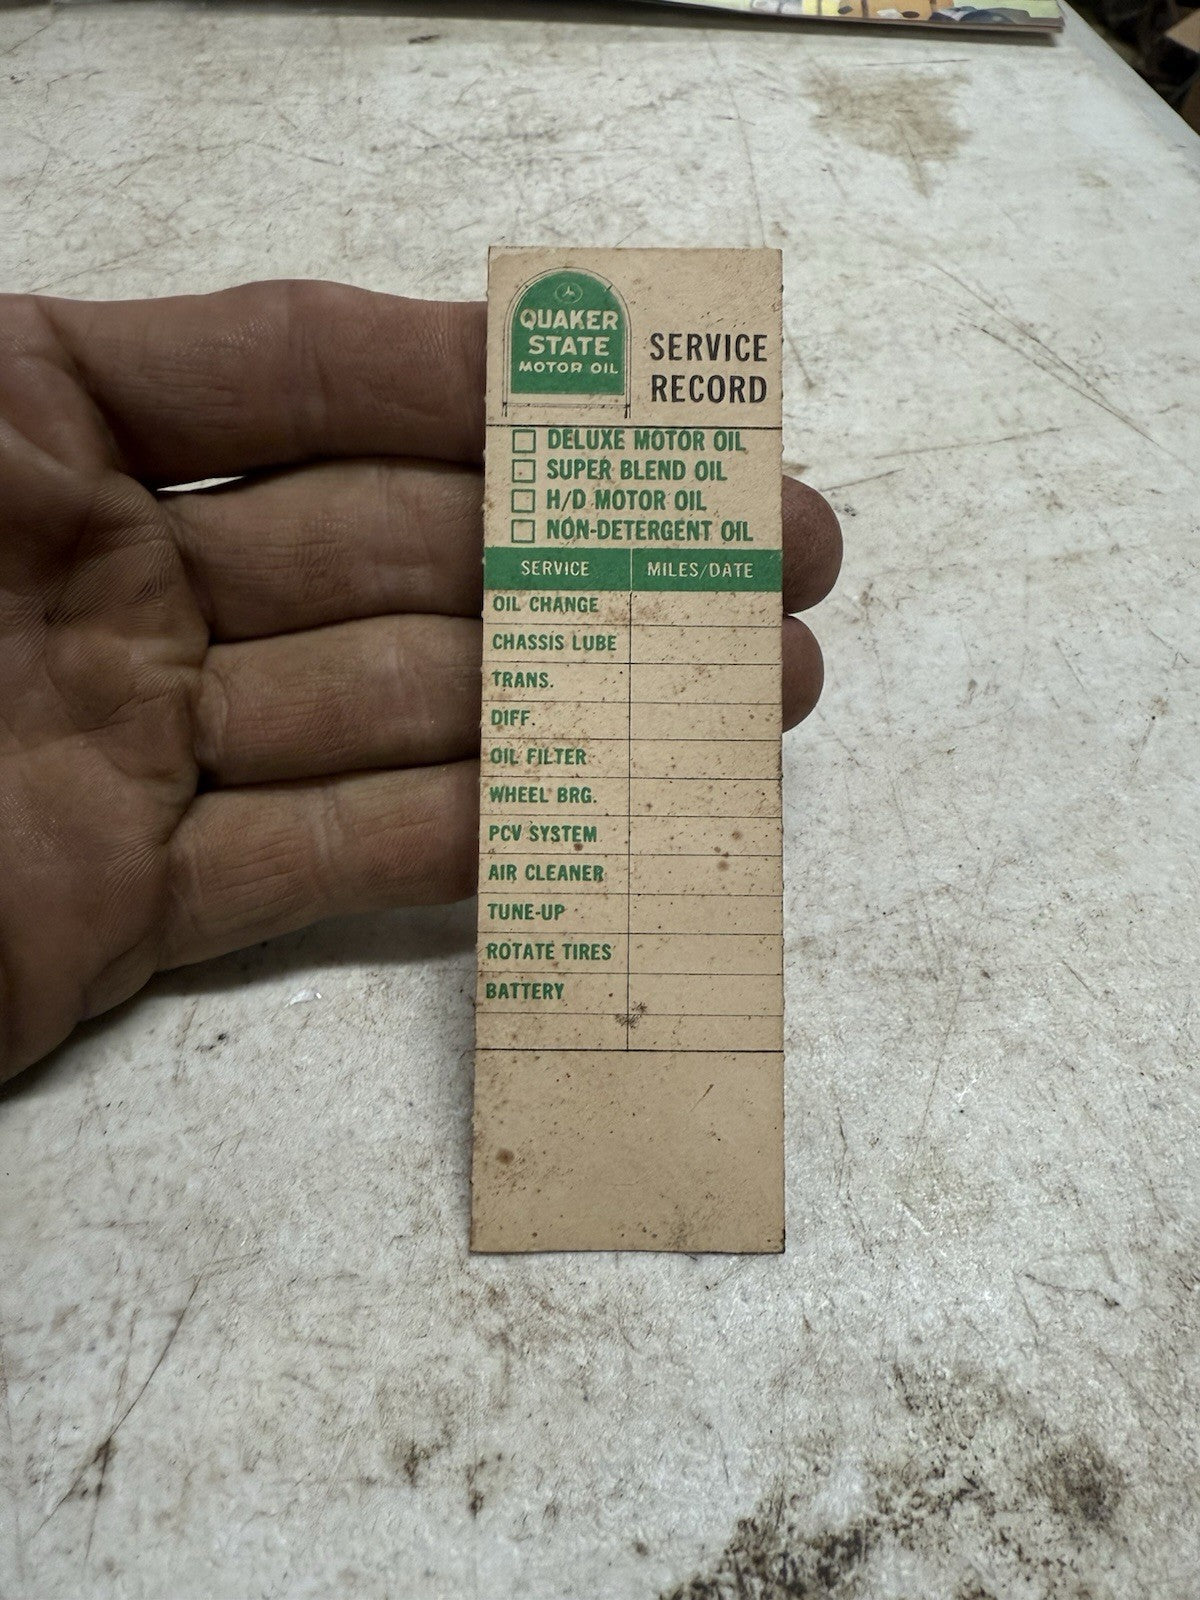 QUAKER
STATE
MOTOR OIL
SERVICE
RECORD
DELUXE MOTOR OIL
SUPER BLEND OIL
H/D MOTOR OIL
NON-DETERGENT OIL
SERVICE MILES/DATE
OIL CHANGE
CHASSIS LUBE
TRANS.
DIFF.
OIL FILTER
WHEEL BRG.
PCV SYSTEM
AIR CLEANER
TUNE-UP
ROTATE TIRES
BATTERY